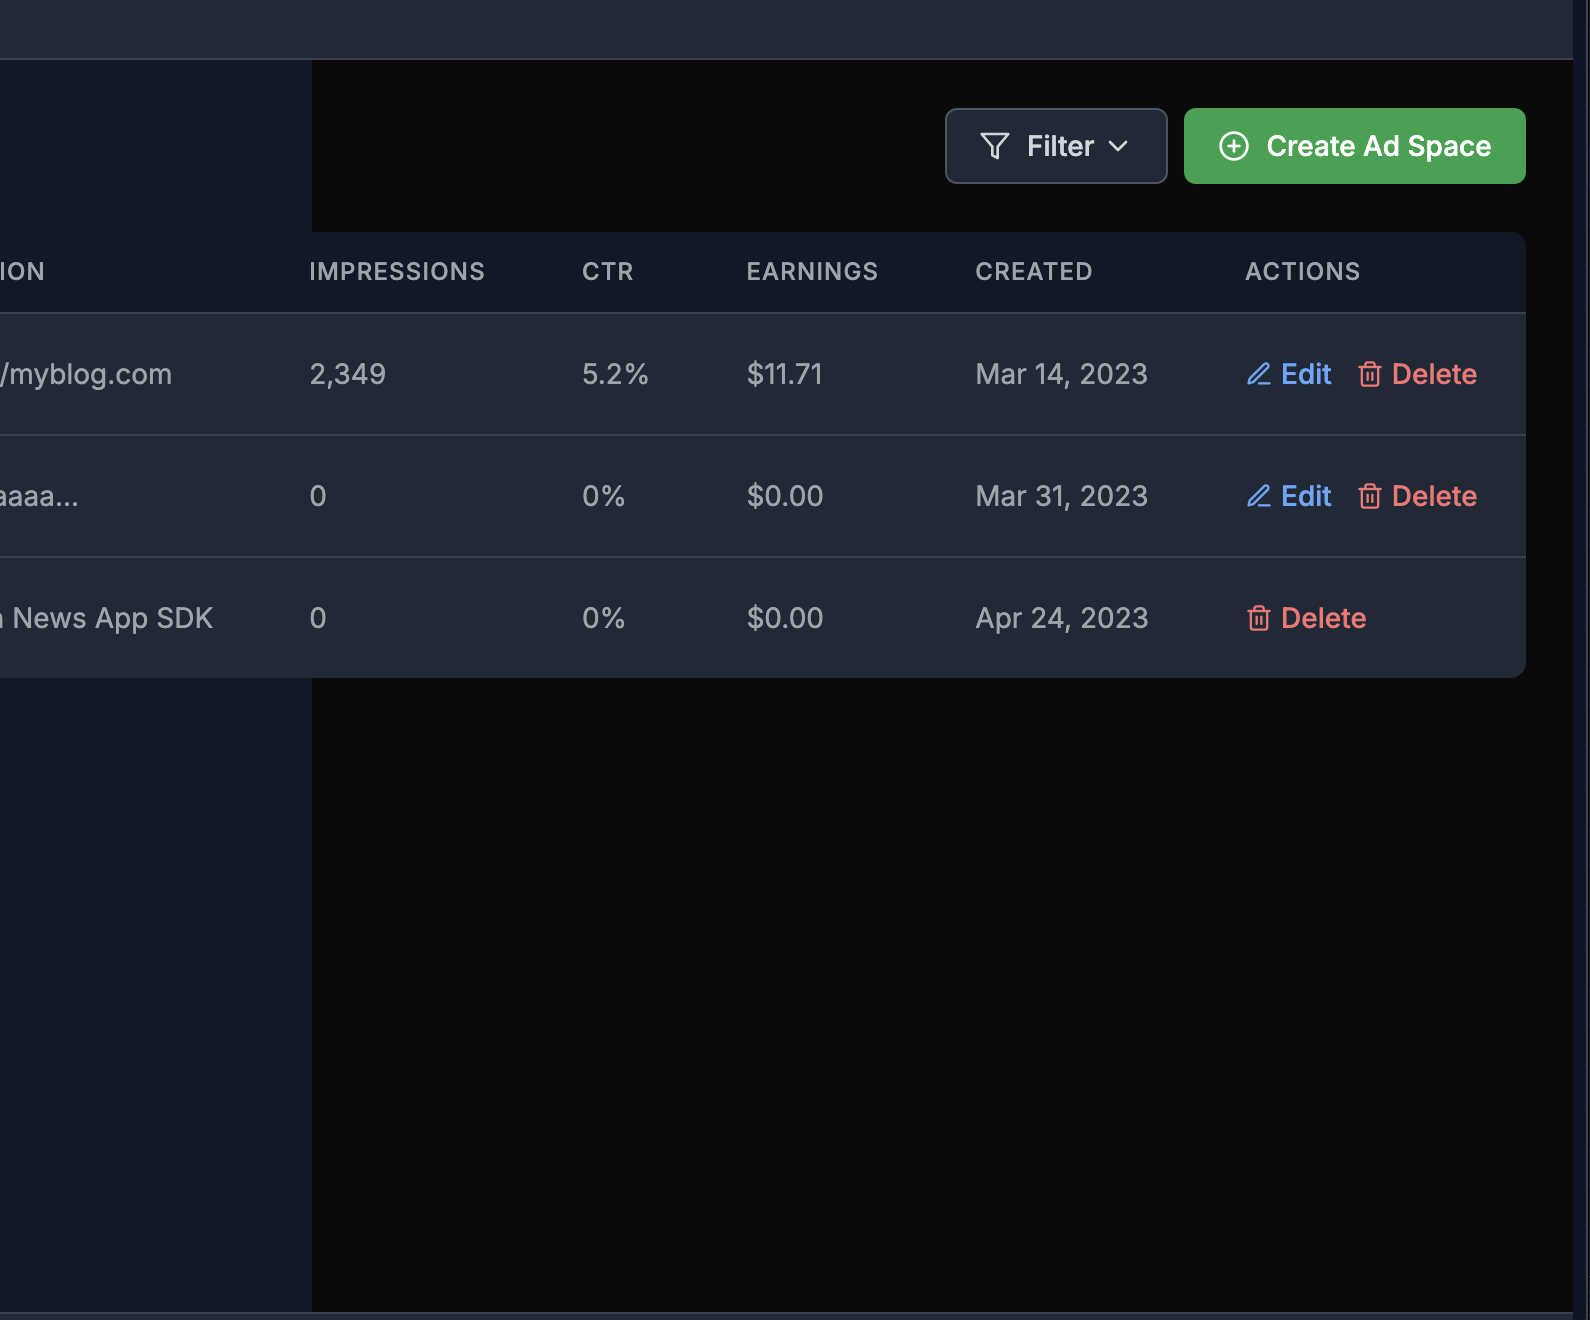 Filter Create Ad Space
ION IMPRESSIONS CTR EARNINGS CREATED ACTIONS
/myblog.com 2,349 5.2% $11.71 Mar 14, 2023 Edit Delete
aaaa... 0 0% $0.00 Mar 31, 2023 Edit Delete
News App SDK 0 0% $0.00 Apr 24, 2023 Delete